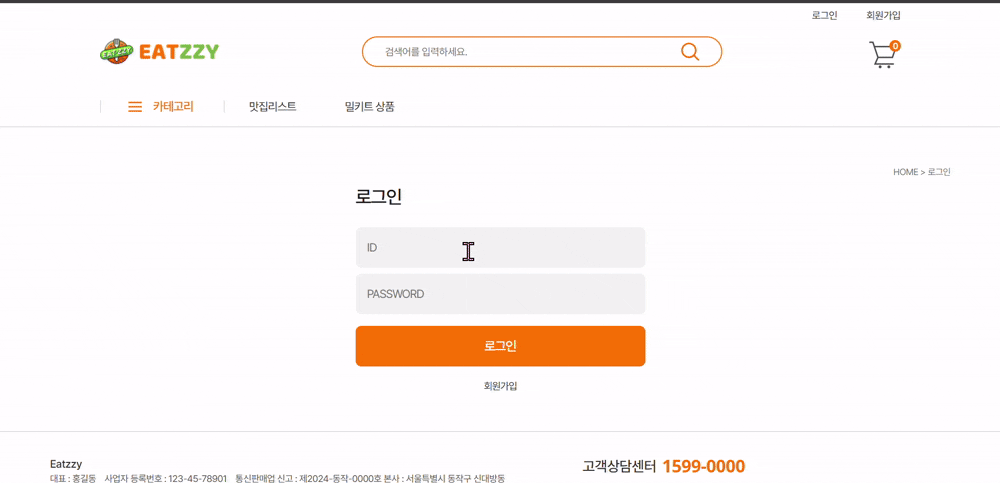 로그인 회원가입
EATZZY EATZZY 검색어를 입력하세요. 0
카테고리 맛집리스트 밀키트 상품
HOME > 로그인
로그인
ID
PASSWORD
로그인
회원가입
Eatzzy
고객상담센터 1599-0000
대표 : 홍길동 사업자 등록번호 : 123-45-78901 통신판매업 신고 : 제2024-동작-0000호 본사 : 서울특별시 동작구 신대방동